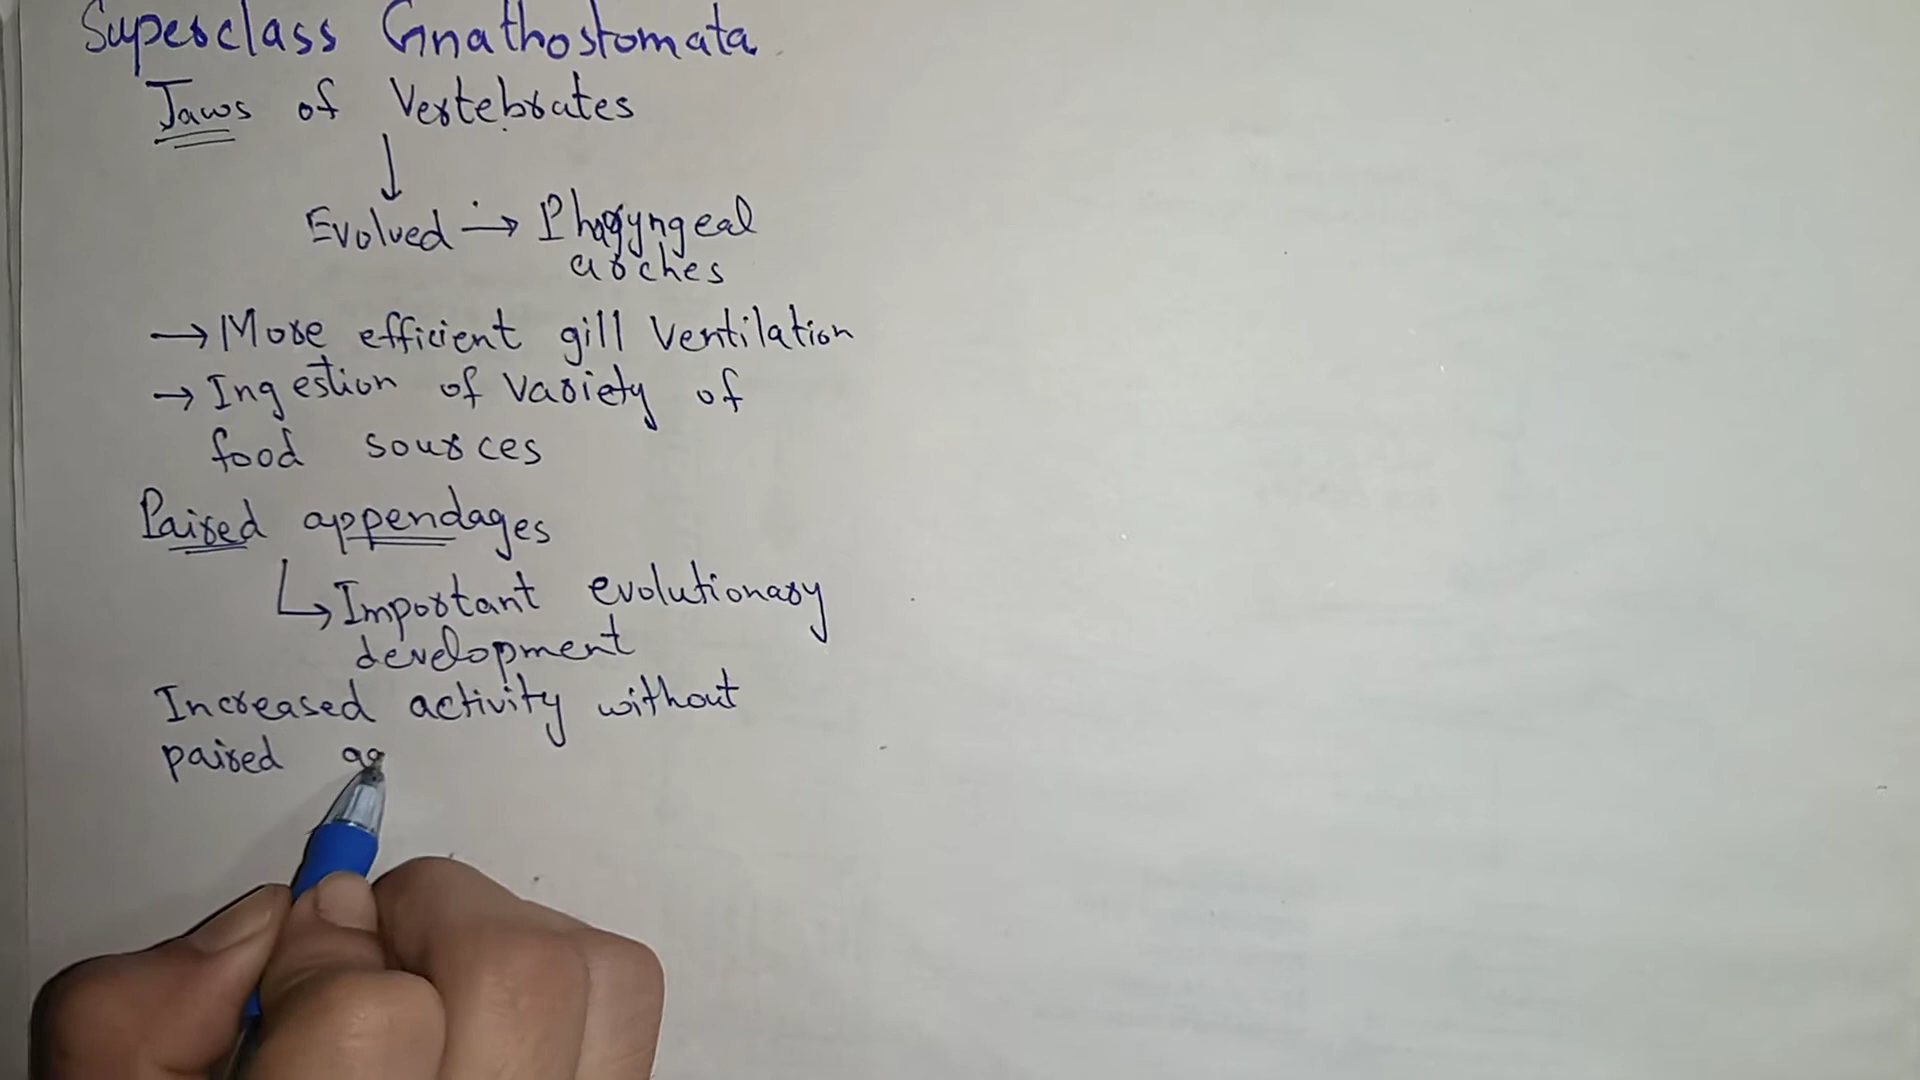 Superclass Gnathostomata
Jaws of Vertebrates
Evolved → Pharyngeal
arches
→ More efficient gill Ventilation
→ Ingestion of Variety of
food sources
Paired appendages
↳ Important evolutionary
development
Increased activity without
paired